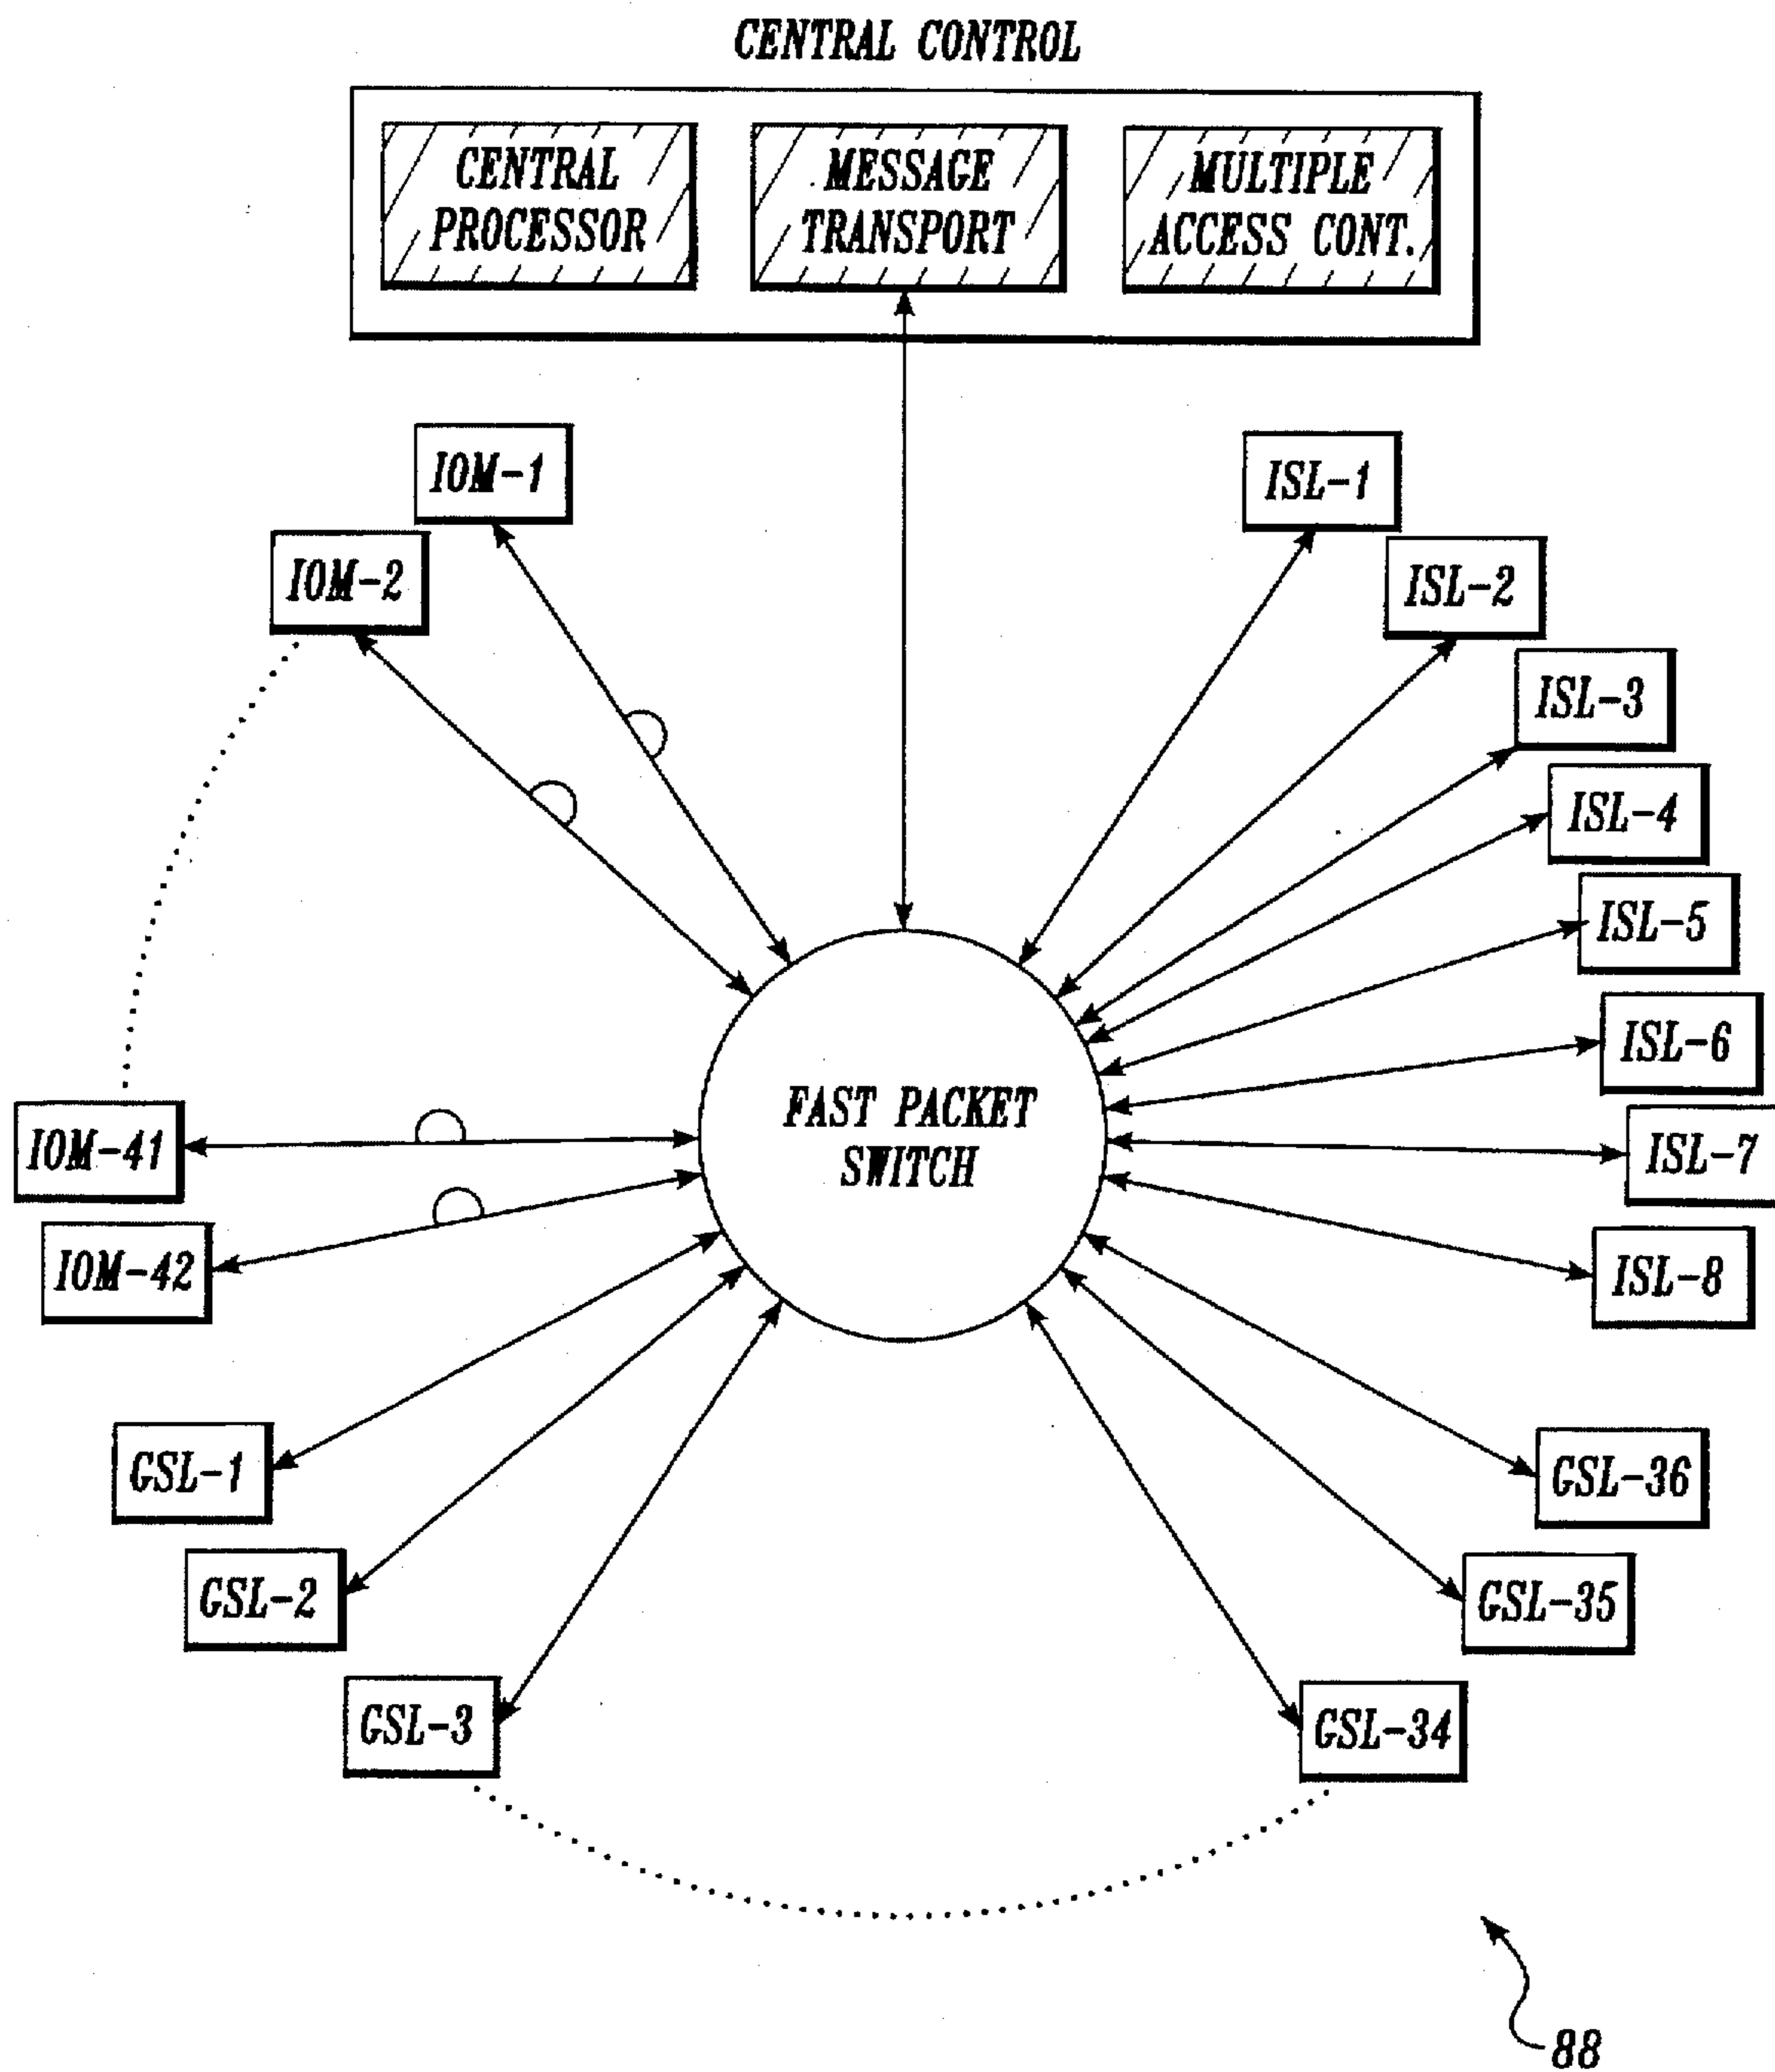 CENTRAL CONTROL
CENTRAL
PROCESSOR
MESSAGE
TRANSPORT
MULTIPLE
ACCESS CONT.
IOM-1
IOM-2
IOM-41
IOM-42
ISL-1
ISL-2
ISL-3
ISL-4
ISL-5
ISL-6
ISL-7
ISL-8
FAST PACKET
SWITCH
GSL-1
GSL-2
GSL-3
GSL-36
GSL-35
GSL-34
88